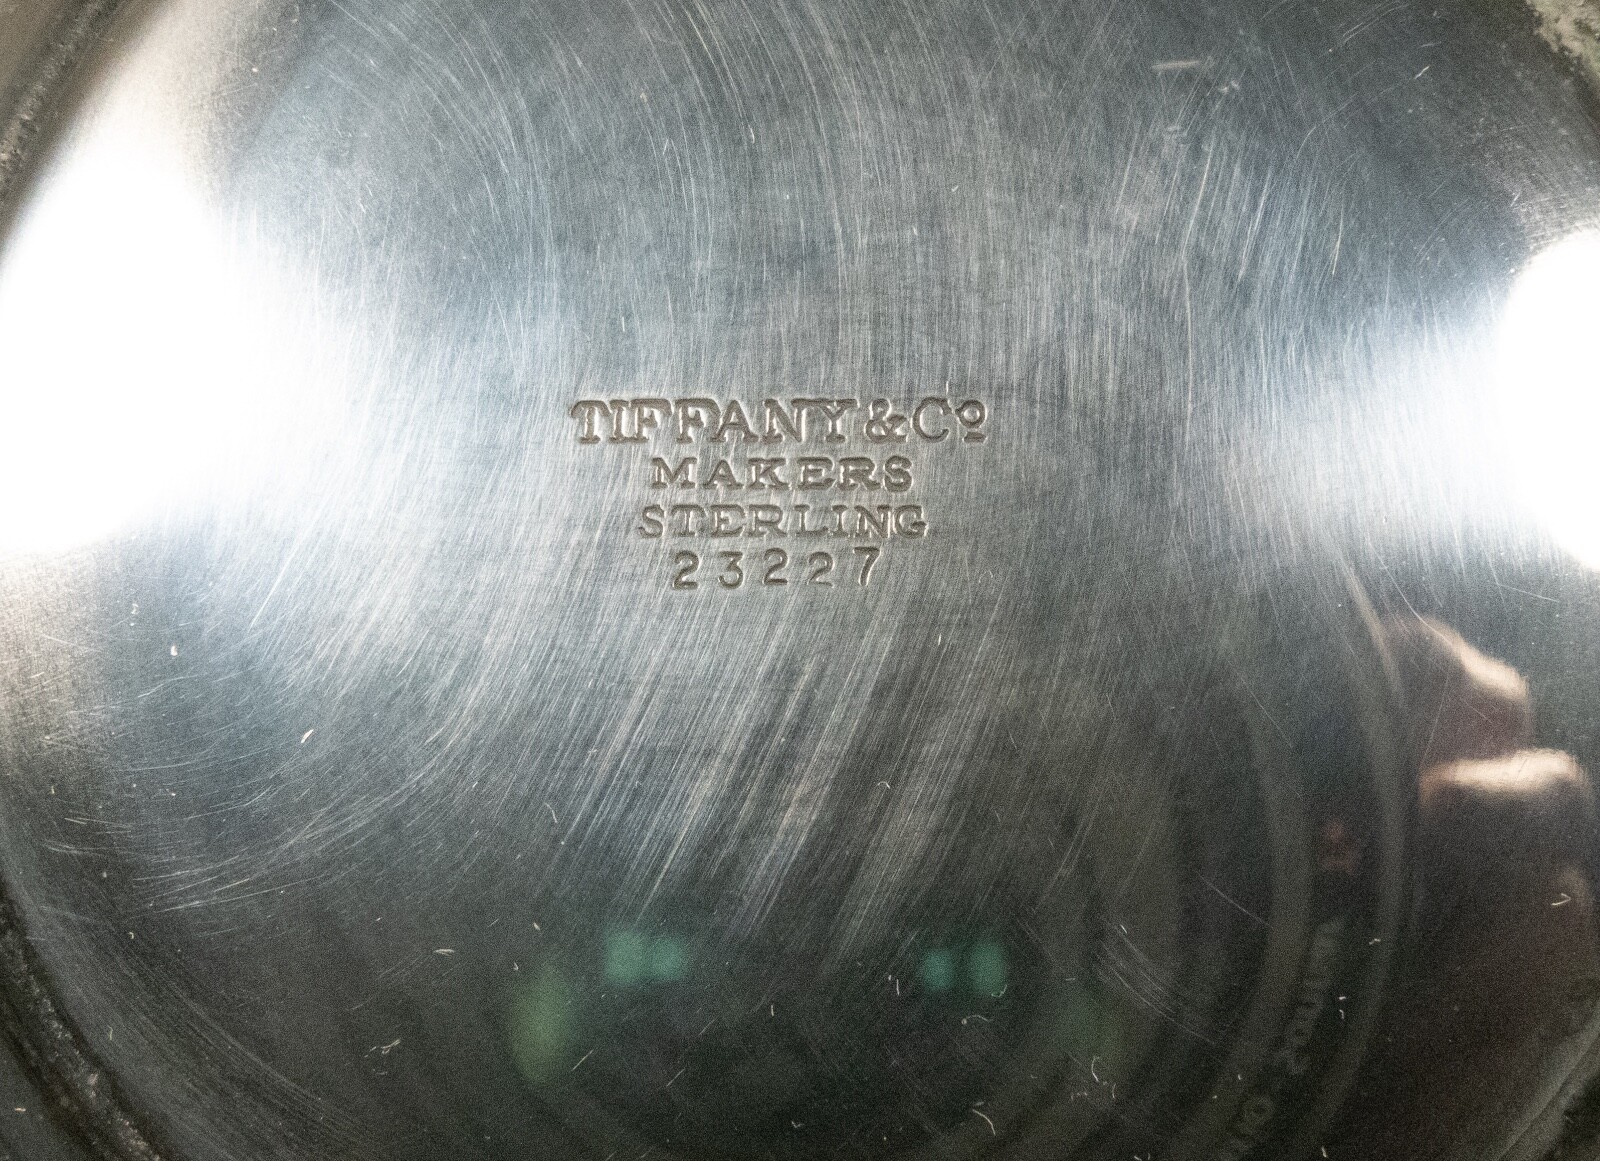 TIFFANY & Cº
MAKERS
STERLING
23227